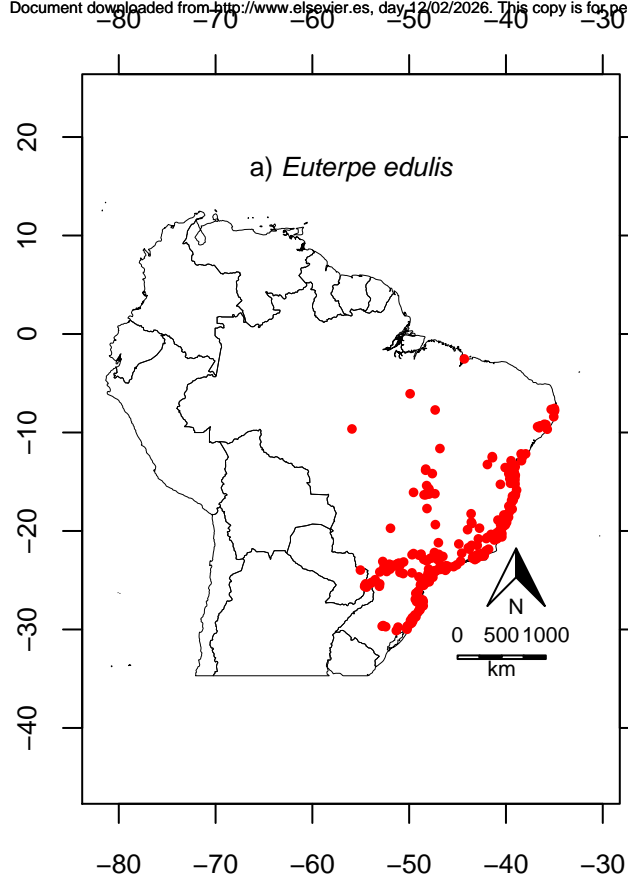 Document downloaded from http://www.elsevier.es, day 12/02/2026. This copy is for pe
−80 −70 −60 −50 −40 −30
a) Euterpe edulis
20
10
0
−10
−20
−30
−40
N
0 500 1000
km
−80 −70 −60 −50 −40 −30